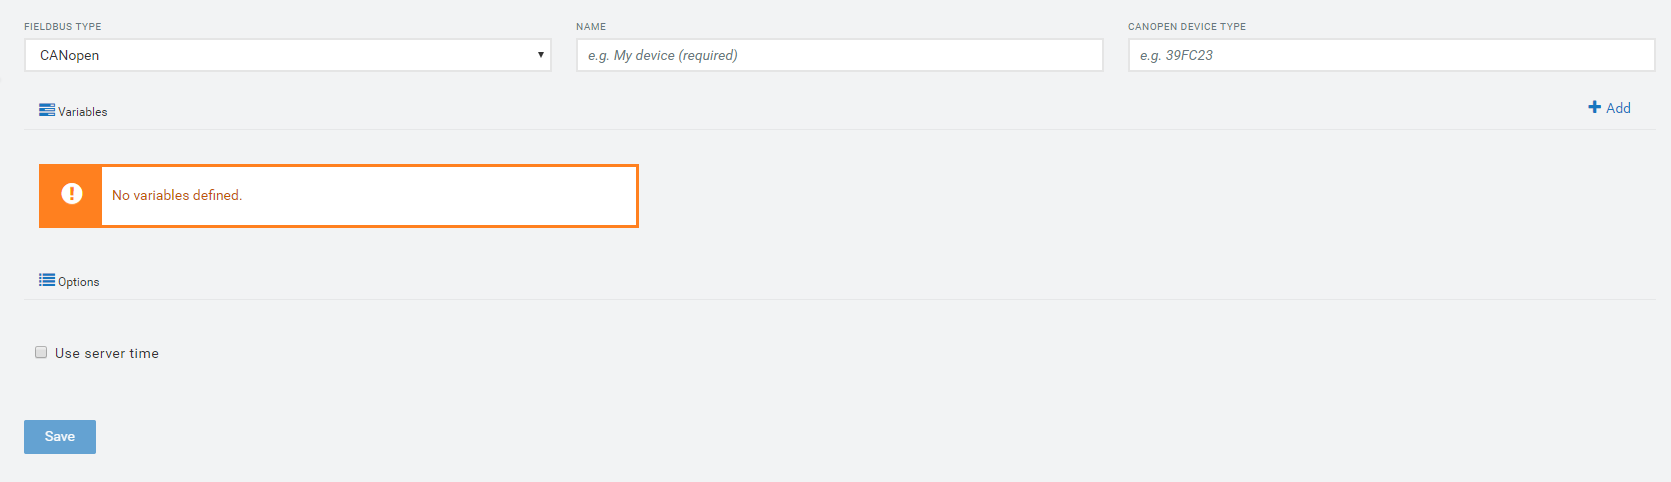 FIELDBUS TYPE NAME CANOPEN DEVICE TYPE
CANopen e.g. My device (required) e.g. 39FC23
Variables Add
No variables defined.
Options
Use server time
Save